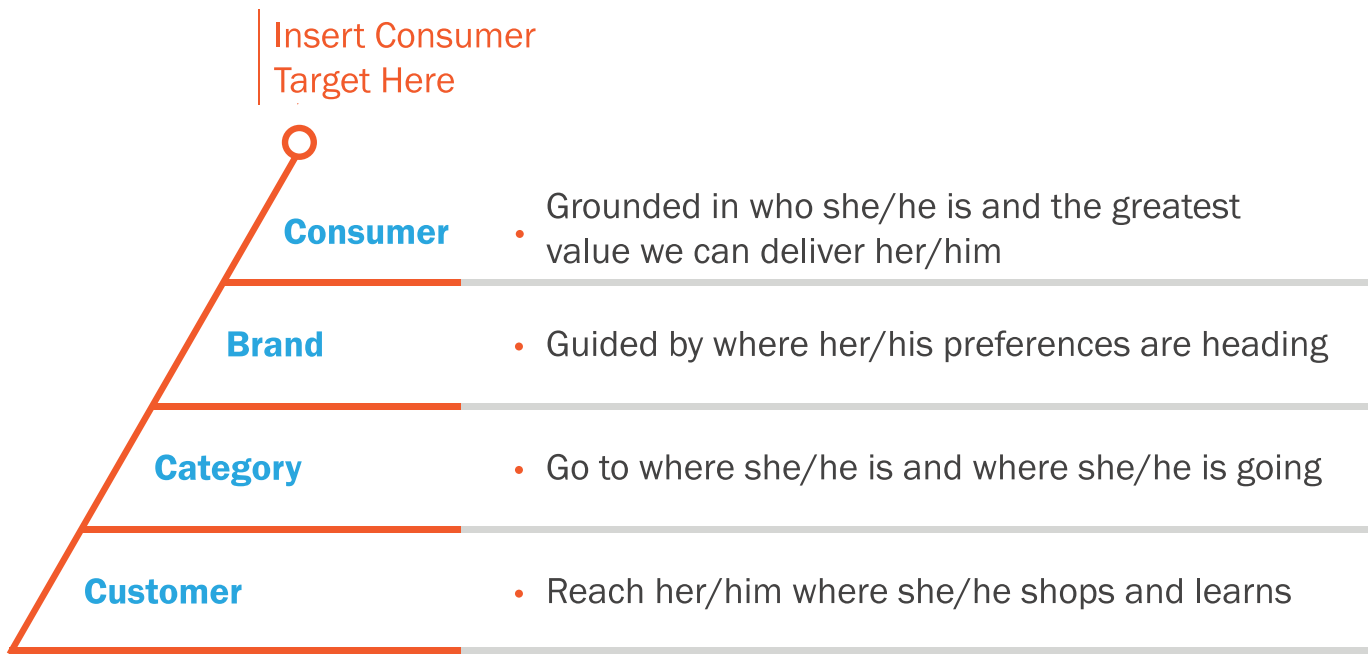 Insert Consumer
Target Here
Consumer
• Grounded in who she/he is and the greatest
value we can deliver her/him
Brand
• Guided by where her/his preferences are heading
Category
• Go to where she/he is and where she/he is going
Customer
• Reach her/him where she/he shops and learns